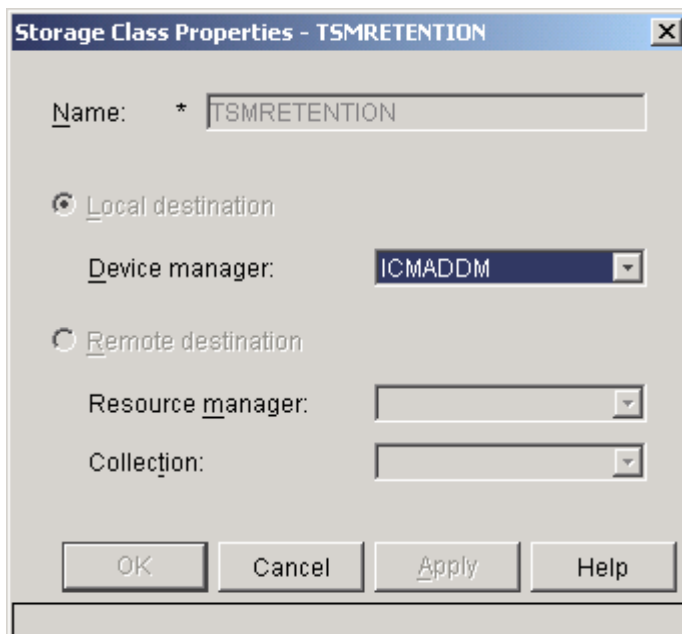 Storage Class Properties - TSMRETENTION
Name: * TSMRETENTION
Local destination
Device manager: ICMADDM
Remote destination
Resource manager:
Collection:
OK Cancel Apply Help